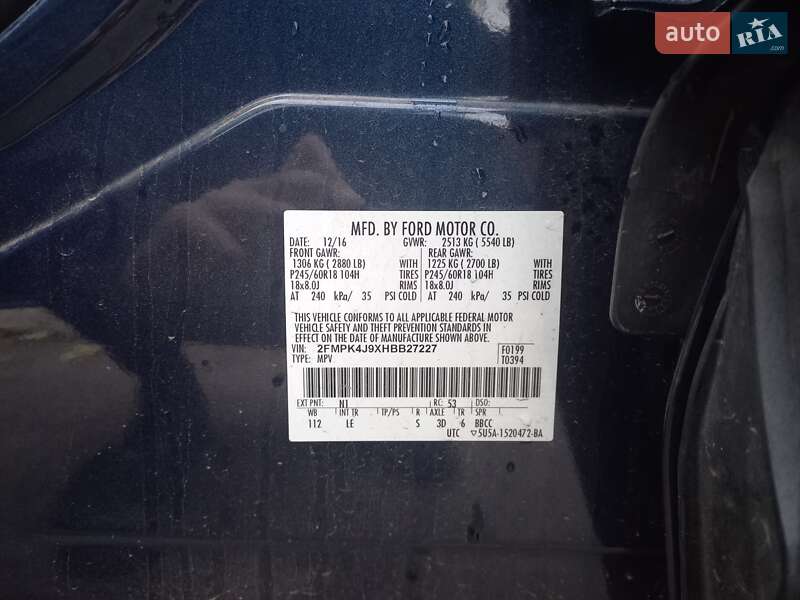 auto RIA
.com
MFD. BY FORD MOTOR CO.
DATE: 12/16 GVWR: 2513 KG ( 5540 LB)
FRONT GAWR: REAR GAWR:
1306 KG ( 2880 LB) WITH 1225 KG ( 2700 LB) WITH
P245/60R18 104H TIRES P245/60R18 104H TIRES
18x8.0J RIMS 18x8.0J RIMS
AT 240 kPa/ 35 PSI COLD AT 240 kPa/ 35 PSI COLD
THIS VEHICLE CONFORMS TO ALL APPLICABLE FEDERAL MOTOR
VEHICLE SAFETY AND THEFT PREVENTION STANDARDS IN
EFFECT ON THE DATE OF MANUFACTURE SHOWN ABOVE.
VIN: 2FMPK4J9XHBB27227 F0199
TYPE: MPV T0394
EXT PNT: N1 RC: 53 DSO:
WB INT TR TP/PS R AXLE TR SPR
112 LE S 3D 6 BBCC
UTC ▽5U5A-1520472-BA